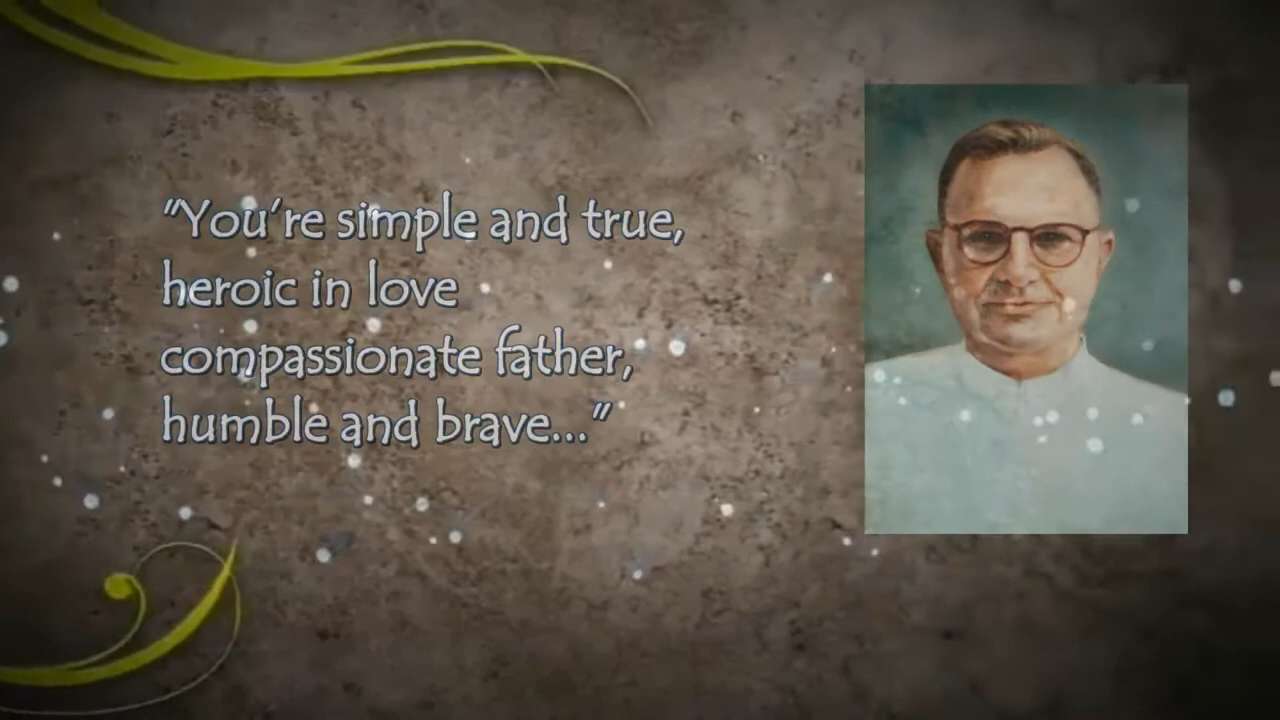 "You're simple and true,
heroic in love
compassionate father,
humble and brave..."